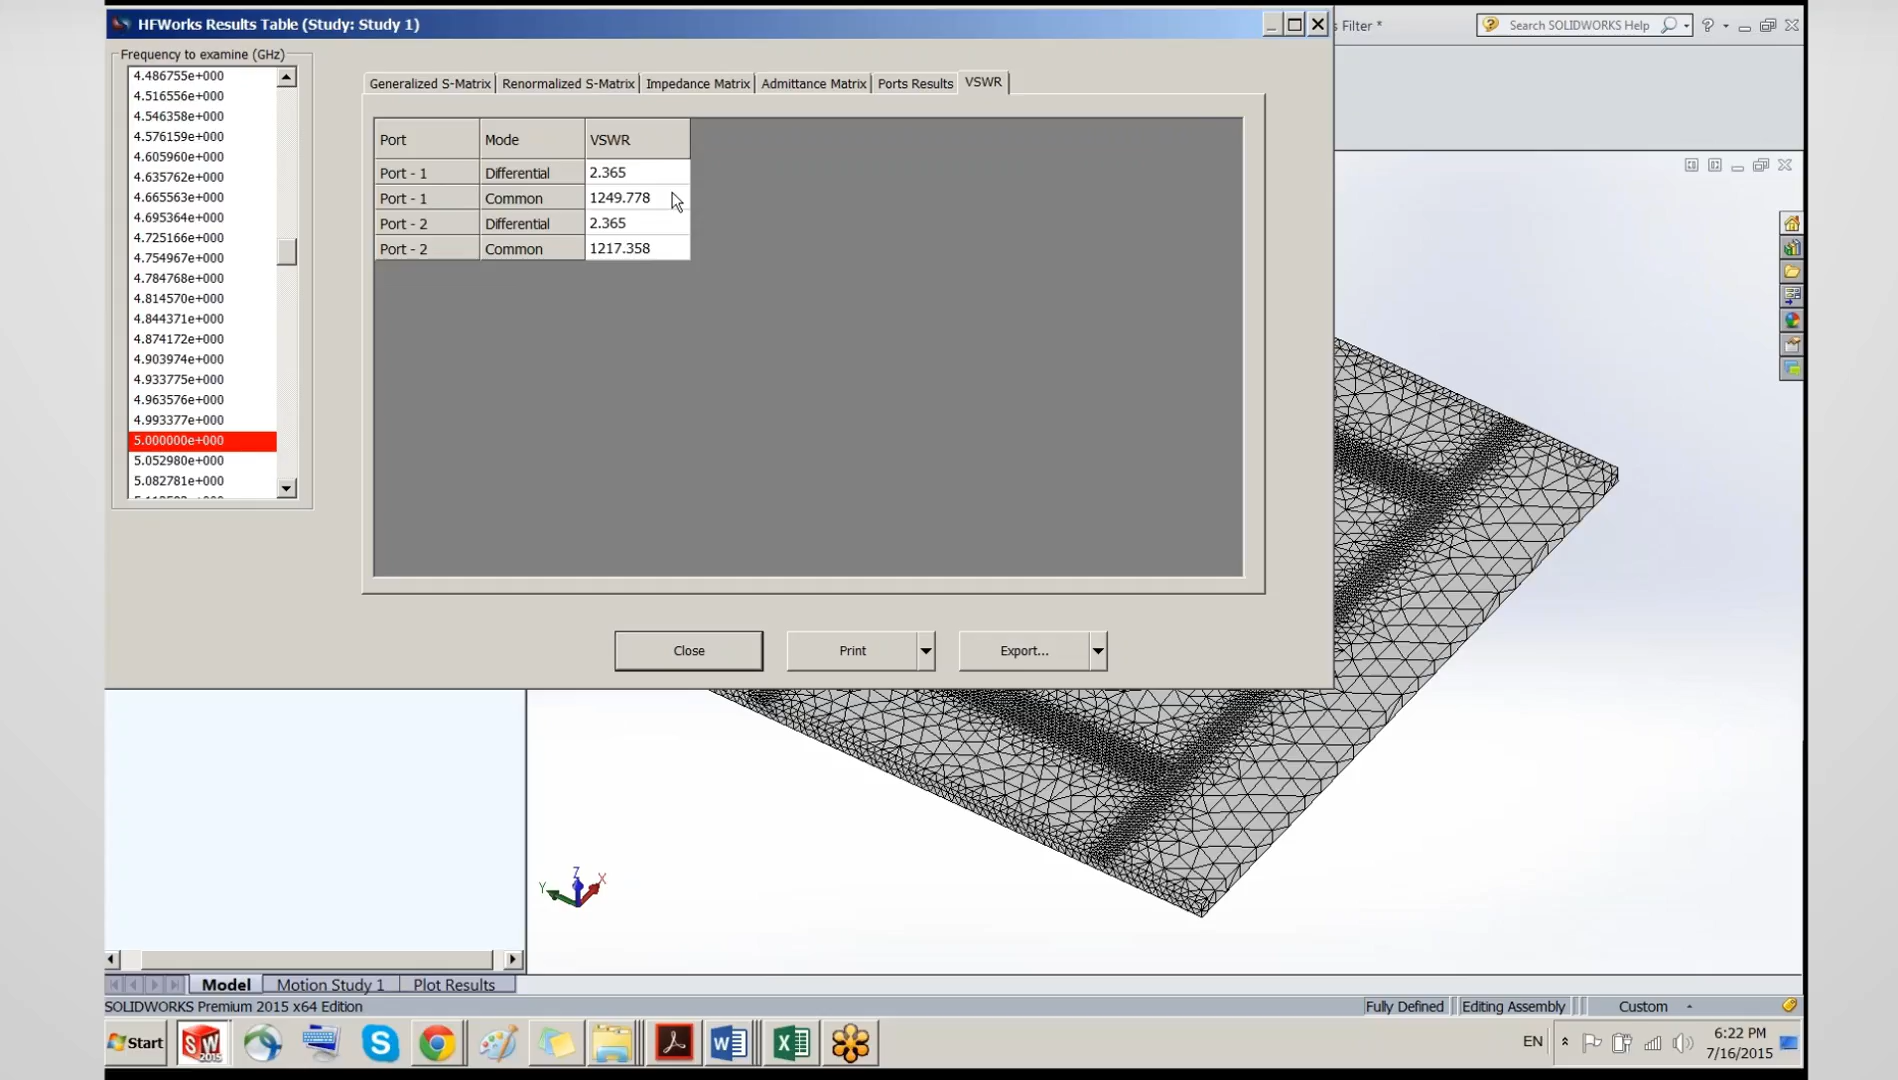 HFWorks Results Table (Study: Study 1)
s Filter *
Search SOLIDWORKS Help
Frequency to examine (GHz)
4.486755e+000
4.516556e+000
4.546358e+000
4.576159e+000
4.605960e+000
4.635762e+000
4.665563e+000
4.695364e+000
4.725166e+000
4.754967e+000
4.784768e+000
4.814570e+000
4.844371e+000
4.874172e+000
4.903974e+000
4.933775e+000
4.963576e+000
4.993377e+000
5.000000e+000
5.052980e+000
5.082781e+000
Generalized S-Matrix Renormalized S-Matrix Impedance Matrix Admittance Matrix Ports Results VSWR
Port Mode VSWR
Port - 1 Differential 2.365
Port - 1 Common 1249.778
Port - 2 Differential 2.365
Port - 2 Common 1217.358
Close Print Export...
Z
Y X
Model Motion Study 1 Plot Results
SOLIDWORKS Premium 2015 x64 Edition
Fully Defined Editing Assembly Custom
Start
SW
2015
EN
6:22 PM
7/16/2015